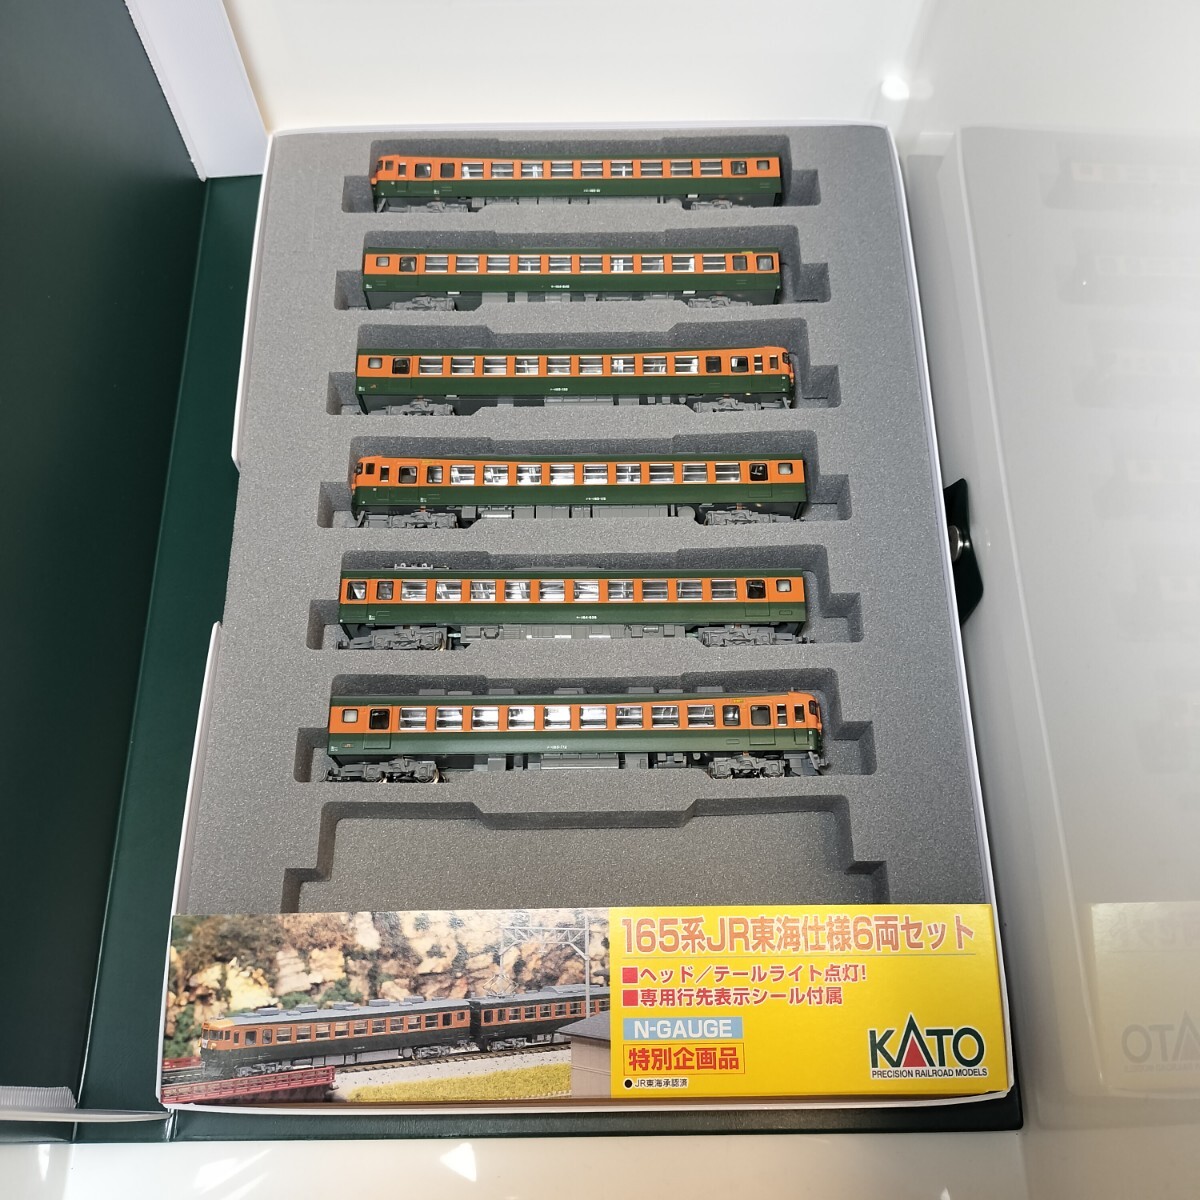 165系JR東海仕様6両セット
■ヘッド/テールライト点灯!
■専用行先表示シール付属
N-GAUGE
特別企画品
●JR東海承認済
KATO
PRECISION RAILROAD MODELS
KATO